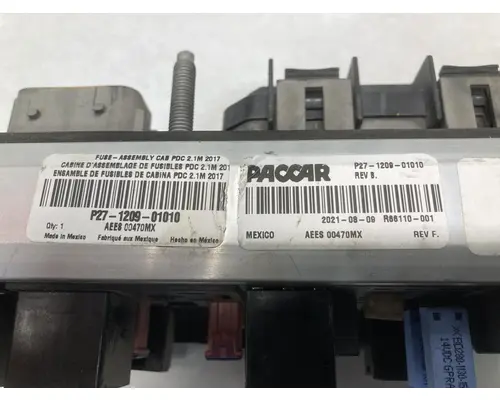 FUSE-ASSEMBLY CAB PDC 2.1M 2017
CABINE D'ASSEMBLAGE DE FUSIBLES PDC 2.1M 201
ENSAMBLE DE FUSIBLES DE CABINA PDC 2.1M 2017
P27-1209-01010
Qty: 1
AEES 00470MX
Made in Mexico
Fabriqué aux Mexique
Hecho en México
PACCAR
P27-1209-01010
REV B.
2021-08-09
R86110-001
MEXICO
AEES 00470MX
REV F.